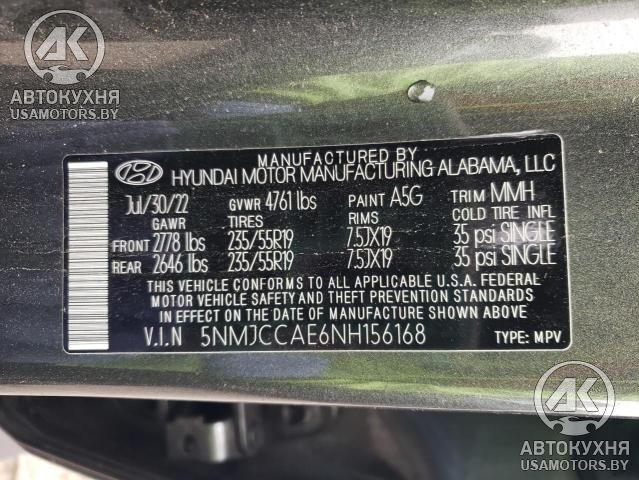 АК
АВТОКУХНЯ
USAMOTORS.BY
MANUFACTURED BY
HYUNDAI MOTOR MANUFACTURING ALABAMA, LLC
Jul/30/22 GVWR 4761 lbs PAINT A5G TRIM MMH
GAWR TIRES RIMS COLD TIRE INFL
FRONT 2778 lbs 235/55R19 7.5JX19 35 psi SINGLE
REAR 2646 lbs 235/55R19 7.5JX19 35 psi SINGLE
THIS VEHICLE CONFORMS TO ALL APPLICABLE U.S.A. FEDERAL
MOTOR VEHICLE SAFETY AND THEFT PREVENTION STANDARDS
IN EFFECT ON THE DATE OF MANUFACTURE SHOWN ABOVE
V.I.N 5NMJCCAE6NH156168 TYPE: MPV
АК
АВТОКУХНЯ
USAMOTORS.BY